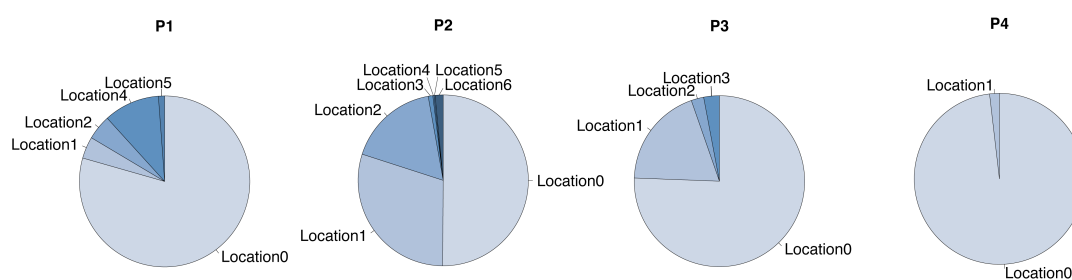 P1
P2
P3
P4
Location5
Location4
Location2
Location1
Location0
Location4
Location5
Location3
Location6
Location2
Location0
Location1
Location3
Location2
Location1
Location0
Location1
Location0